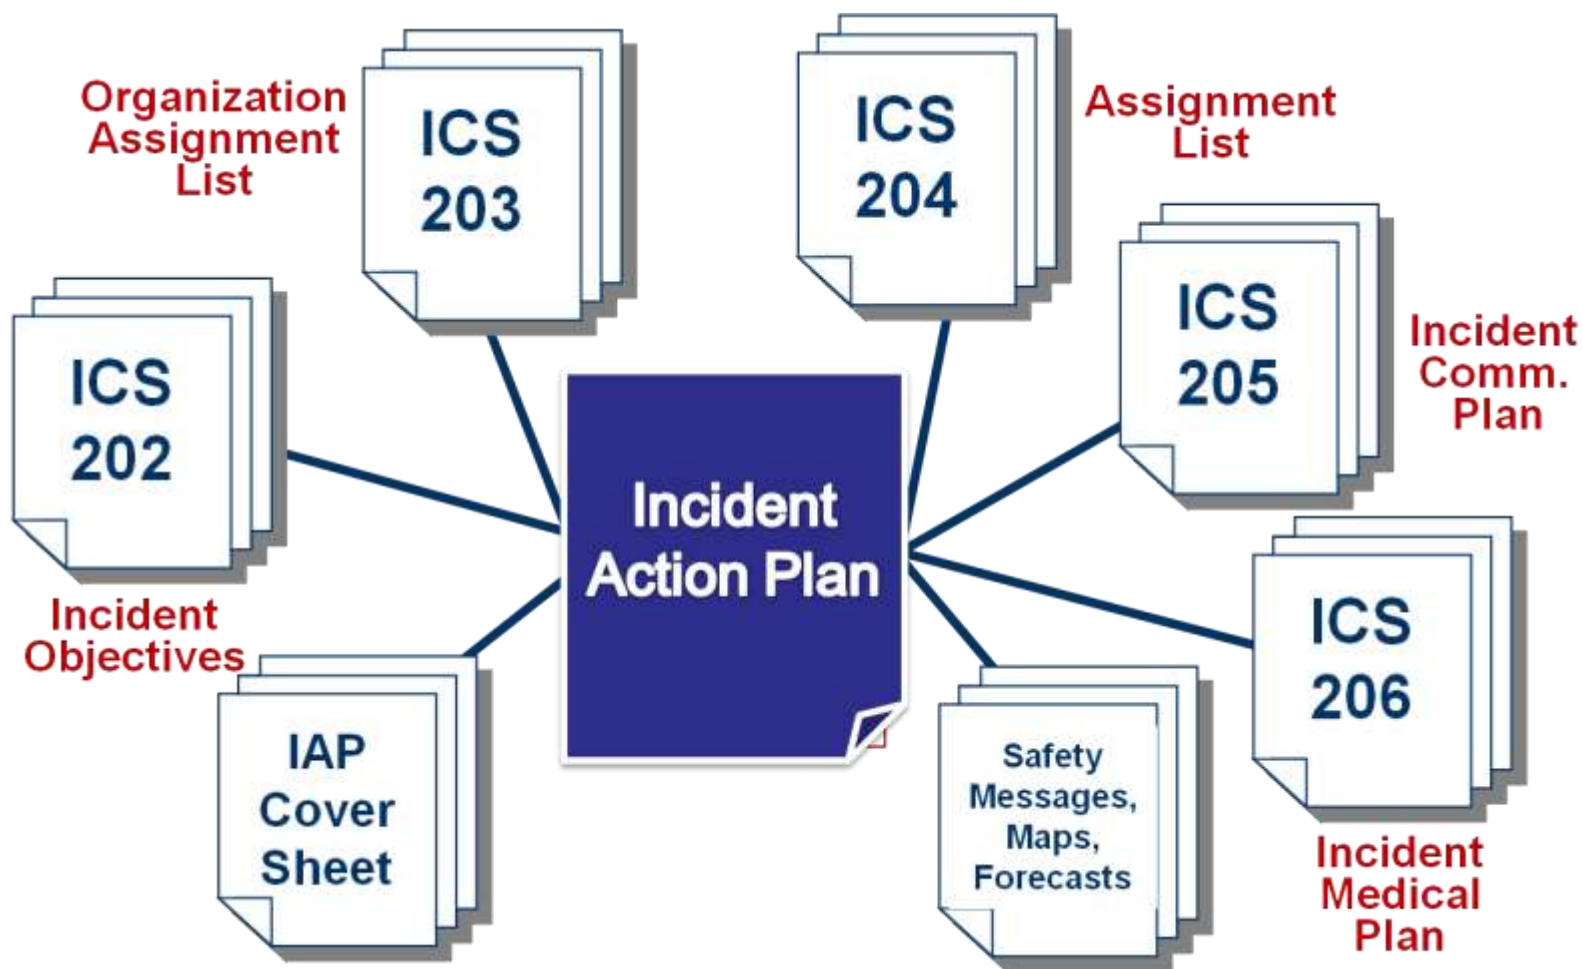 Organization
Assignment
List
ICS
203
ICS
204
Assignment
List
ICS
202
Incident
Objectives
ICS
205
Incident
Comm.
Plan
Incident
Action Plan
IAP
Cover
Sheet
Safety
Messages,
Maps,
Forecasts
ICS
206
Incident
Medical
Plan